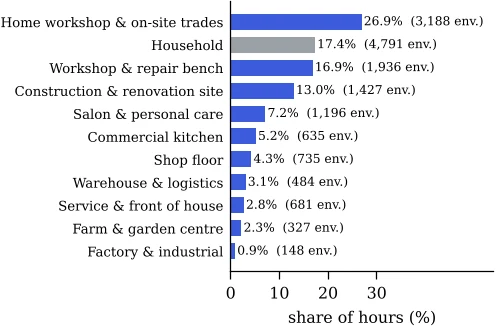 Home workshop & on-site trades 26.9% (3,188 env.)
Household 17.4% (4,791 env.)
Workshop & repair bench 16.9% (1,936 env.)
Construction & renovation site 13.0% (1,427 env.)
Salon & personal care 7.2% (1,196 env.)
Commercial kitchen 5.2% (635 env.)
Shop floor 4.3% (735 env.)
Warehouse & logistics 3.1% (484 env.)
Service & front of house 2.8% (681 env.)
Farm & garden centre 2.3% (327 env.)
Factory & industrial 0.9% (148 env.)
0 10 20 30
share of hours (%)